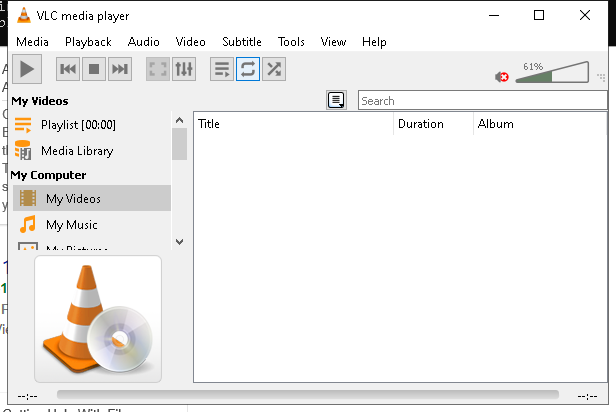 VLC media player
Media Playback Audio Video Subtitle Tools View Help
61%
My Videos
Search
Playlist [00:00]
Title Duration Album
Media Library
My Computer
My Videos
My Music
My Pictures
--:-- --:--